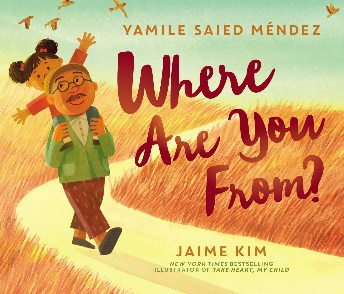 YAMILE SAIED MÉNDEZ
Where
Are You
From?
JAIME KIM
NEW YORK TIMES BESTSELLING
ILLUSTRATOR OF TAKE HEART, MY CHILD